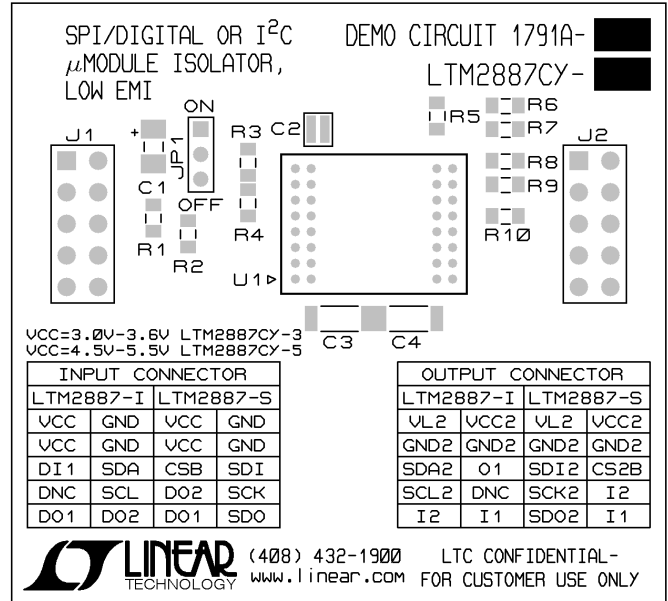 SPI/DIGITAL OR I²C
μMODULE ISOLATOR,
LOW EMI
DEMO CIRCUIT 1791A-
LTM2887CY-
J1
+
C1
ON
JP1
OFF
R1
R2
R3
R4
C2
R5
R6
R7
R8
R9
R10
J2
U1
C3
C4
VCC=3.0V-3.6V LTM2887CY-3
VCC=4.5V-5.5V LTM2887CY-5
INPUT CONNECTOR
LTM2887-I LTM2887-S
VCC GND VCC GND
VCC GND VCC GND
DI1 SDA CSB SDI
DNC SCL DO2 SCK
DO1 DO2 DO1 SDO
OUTPUT CONNECTOR
LTM2887-I LTM2887-S
VL2 VCC2 VL2 VCC2
GND2 GND2 GND2 GND2
SDA2 O1 SDI2 CS2B
SCL2 DNC SCK2 I2
I2 I1 SDO2 I1
LINEAR
TECHNOLOGY
(408) 432-1900
www.linear.com
LTC CONFIDENTIAL-
FOR CUSTOMER USE ONLY